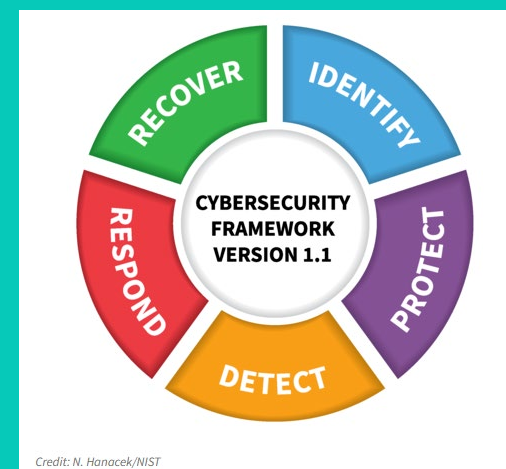 RECOVER
IDENTIFY
CYBERSECURITY
FRAMEWORK
VERSION 1.1
RESPOND
PROTECT
DETECT
Credit: N. Hanacek/NIST